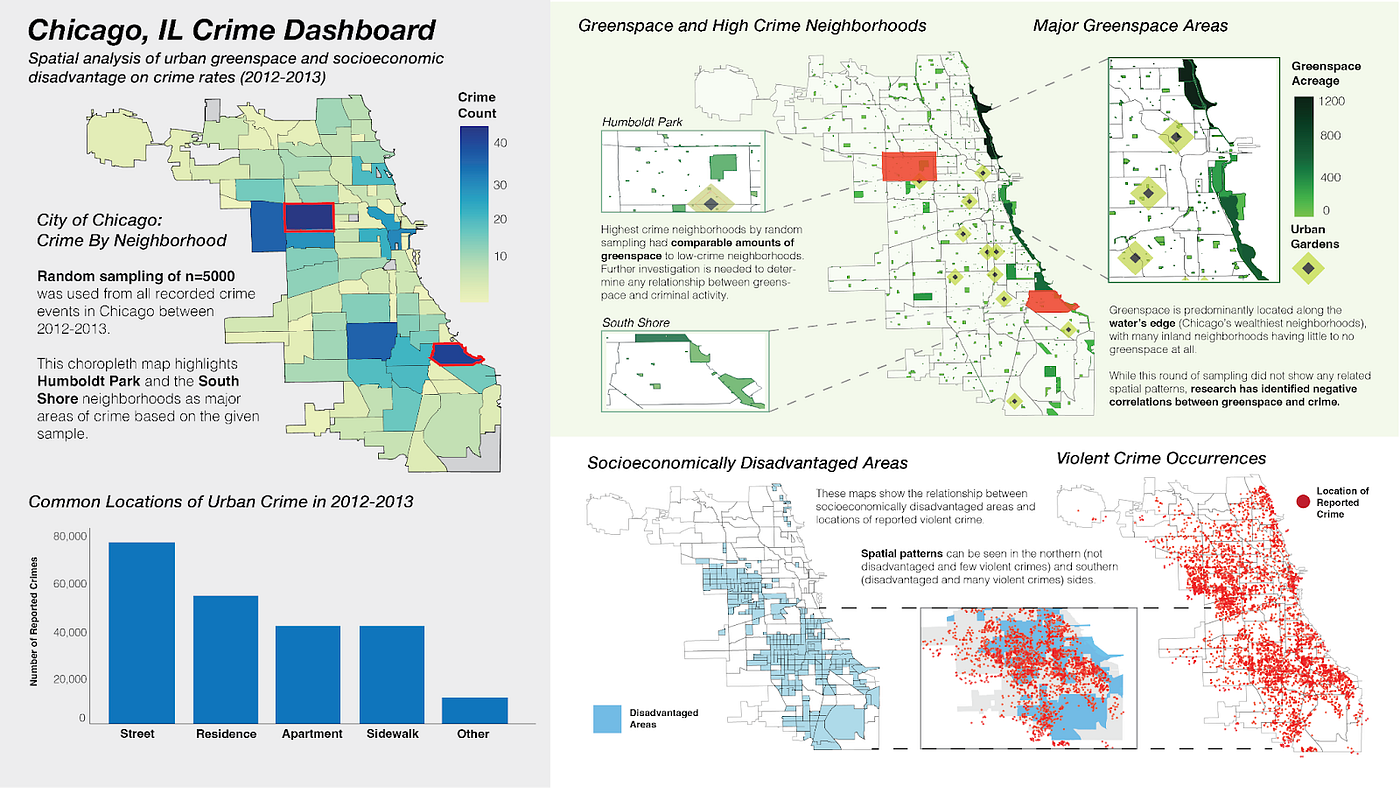 Chicago, IL Crime Dashboard
Spatial analysis of urban greenspace and socioeconomic
disadvantage on crime rates (2012-2013)
Crime
Count
40
30
20
10
City of Chicago:
Crime By Neighborhood
Random sampling of n=5000
was used from all recorded crime
events in Chicago between
2012-2013.
This choropleth map highlights
Humboldt Park and the South
Shore neighborhoods as major
areas of crime based on the given
sample.
Common Locations of Urban Crime in 2012-2013
Number of Reported Crimes
80,000
60,000
40,000
20,000
0
Street
Residence
Apartment
Sidewalk
Other
Greenspace and High Crime Neighborhoods
Humboldt Park
Highest crime neighborhoods by random
sampling had comparable amounts of
greenspace to low-crime neighborhoods.
Further investigation is needed to deter-
mine any relationship between greens-
pace and criminal activity.
South Shore
Major Greenspace Areas
Greenspace
Acreage
1200
800
400
0
Urban
Gardens
Greenspace is predominantly located along the
water's edge (Chicago's wealthiest neighborhoods),
with many inland neighborhoods having little to no
greenspace at all.
While this round of sampling did not show any related
spatial patterns, research has identified negative
correlations between greenspace and crime.
Socioeconomically Disadvantaged Areas
These maps show the relationship between
socioeconomically disadvantaged areas and
locations of reported violent crime.
Spatial patterns can be seen in the northern (not
disadvantaged and few violent crimes) and southern
(disadvantaged and many violent crimes) sides.
Disadvantaged
Areas
Violent Crime Occurrences
Location of
Reported
Crime